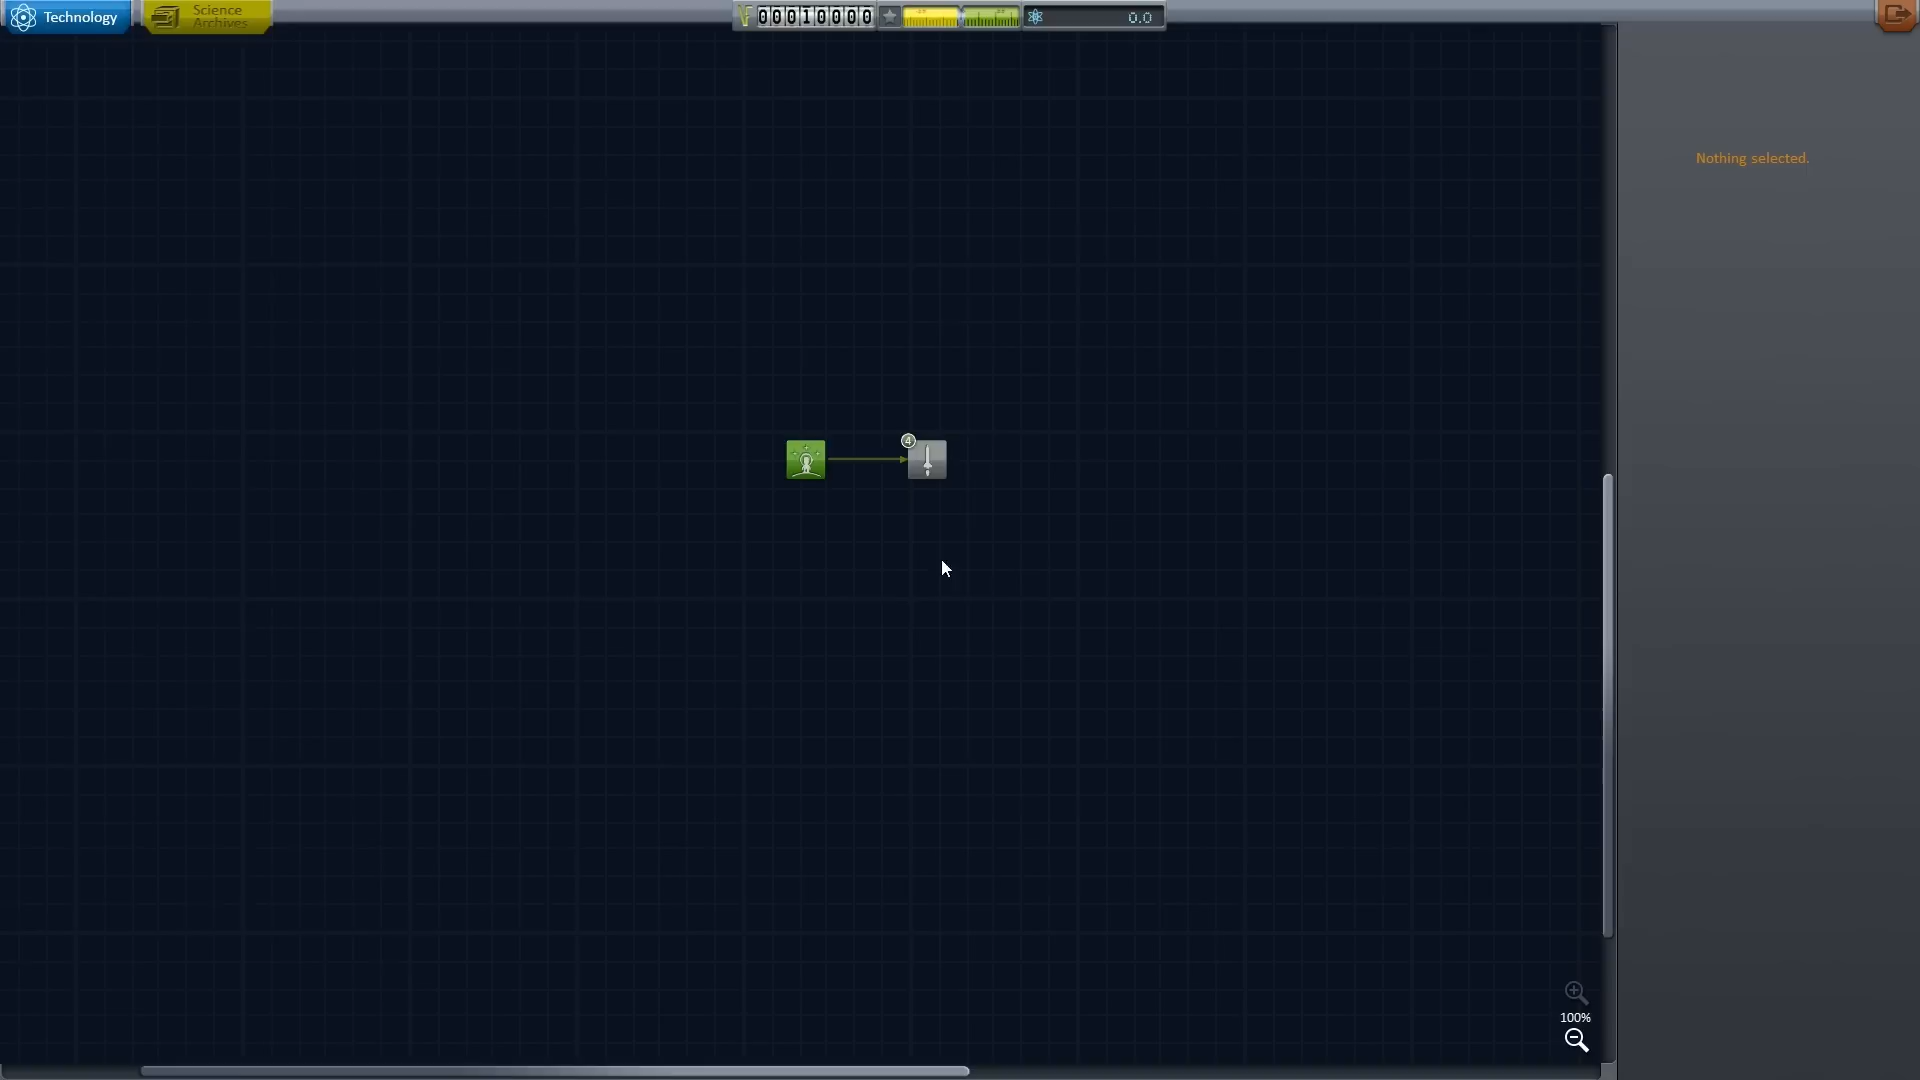 Technology
Science
Archives
00010000
0.0
Nothing selected.
4
100%